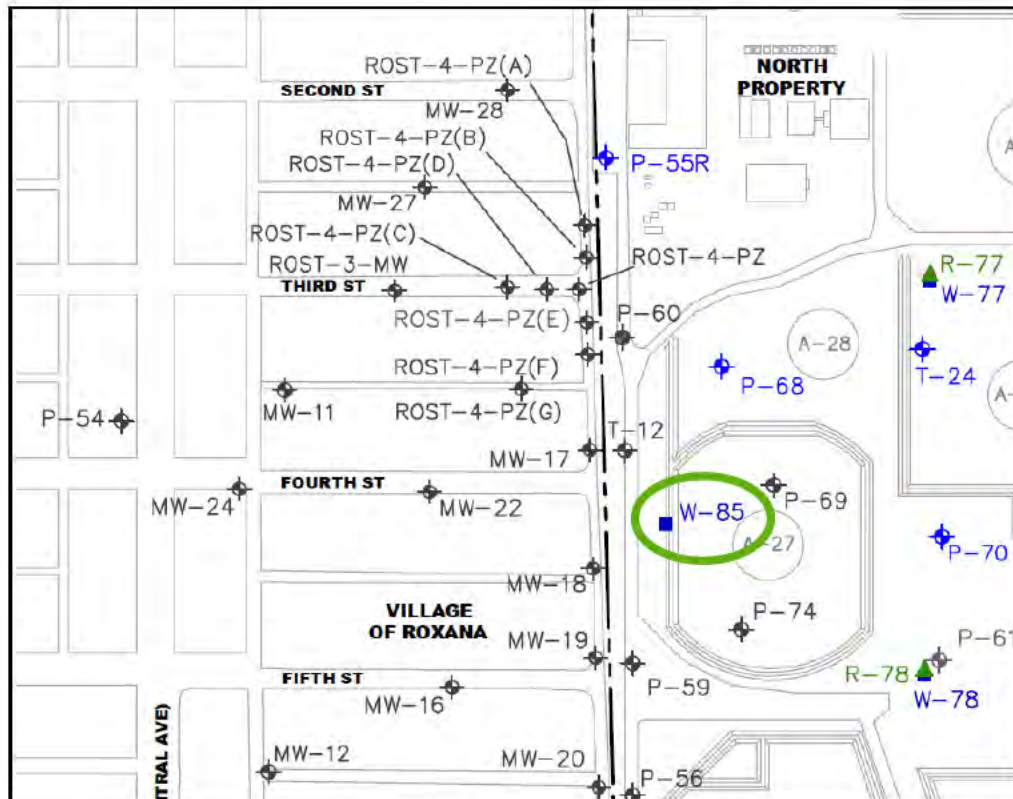 ROST-4-PZ(A)
SECOND ST
MW-28
NORTH
PROPERTY
A
ROST-4-PZ(B)
ROST-4-PZ(D)
P-55R
MW-27
ROST-4-PZ(C)
ROST-3-MW
THIRD ST
ROST-4-PZ
R-77
W-77
ROST-4-PZ(E)
P-60
A-28
T-24
ROST-4-PZ(F)
P-68
MW-11
A-
ROST-4-PZ(G)
P-54
T-12
MW-17
FOURTH ST
MW-24
MW-22
P-69
W-85
A-27
P-70
MW-18
VILLAGE
OF ROXANA
P-74
MW-19
P-61
FIFTH ST
P-59
R-78
W-78
MW-16
NTRAL AVE)
MW-12
MW-20
P-56